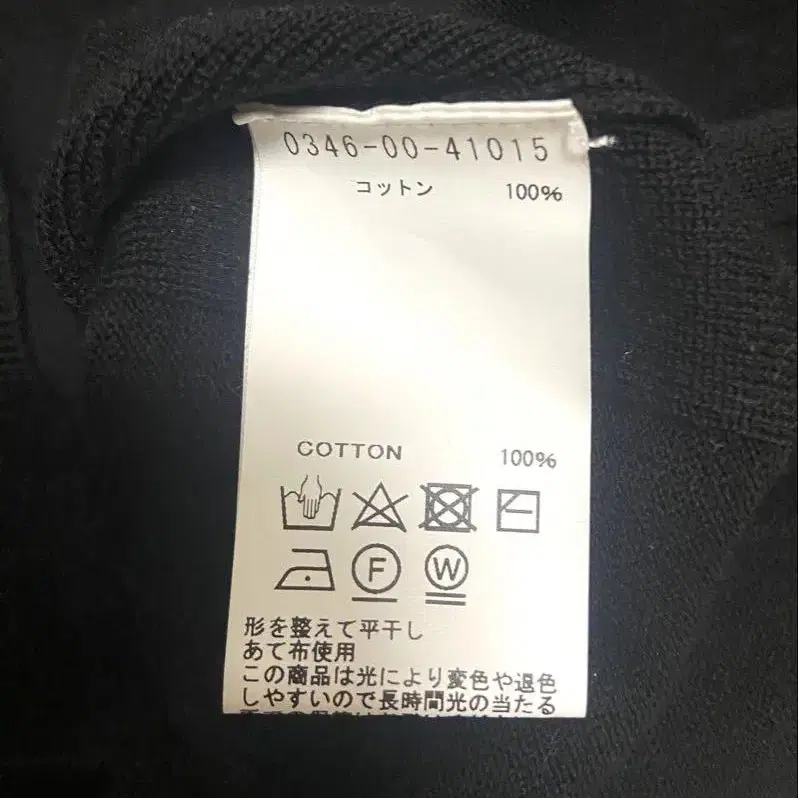 0346-00-41015
コットン 100%
COTTON 100%
F W
形を整えて平干し
あて布使用
この商品は光により変色や退色
しやすいので長時間光の当たる